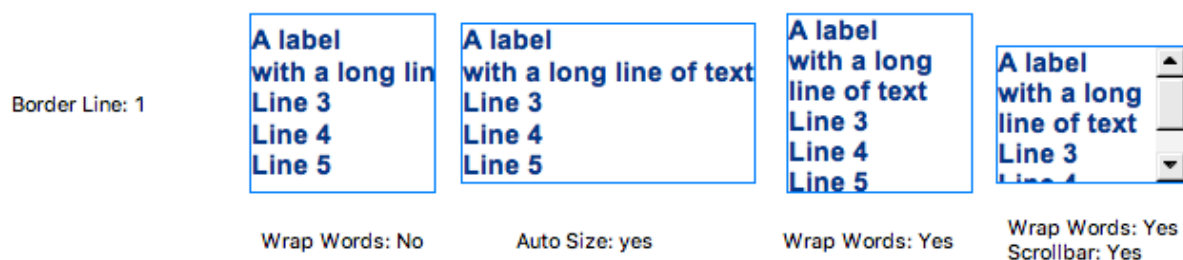 Border Line: 1
A label
with a long lin
Line 3
Line 4
Line 5
A label
with a long line of text
Line 3
Line 4
Line 5
A label
with a long
line of text
Line 3
Line 4
Line 5
A label
with a long
line of text
Line 3
Line 4
Wrap Words: No
Auto Size: yes
Wrap Words: Yes
Wrap Words: Yes
Scrollbar: Yes